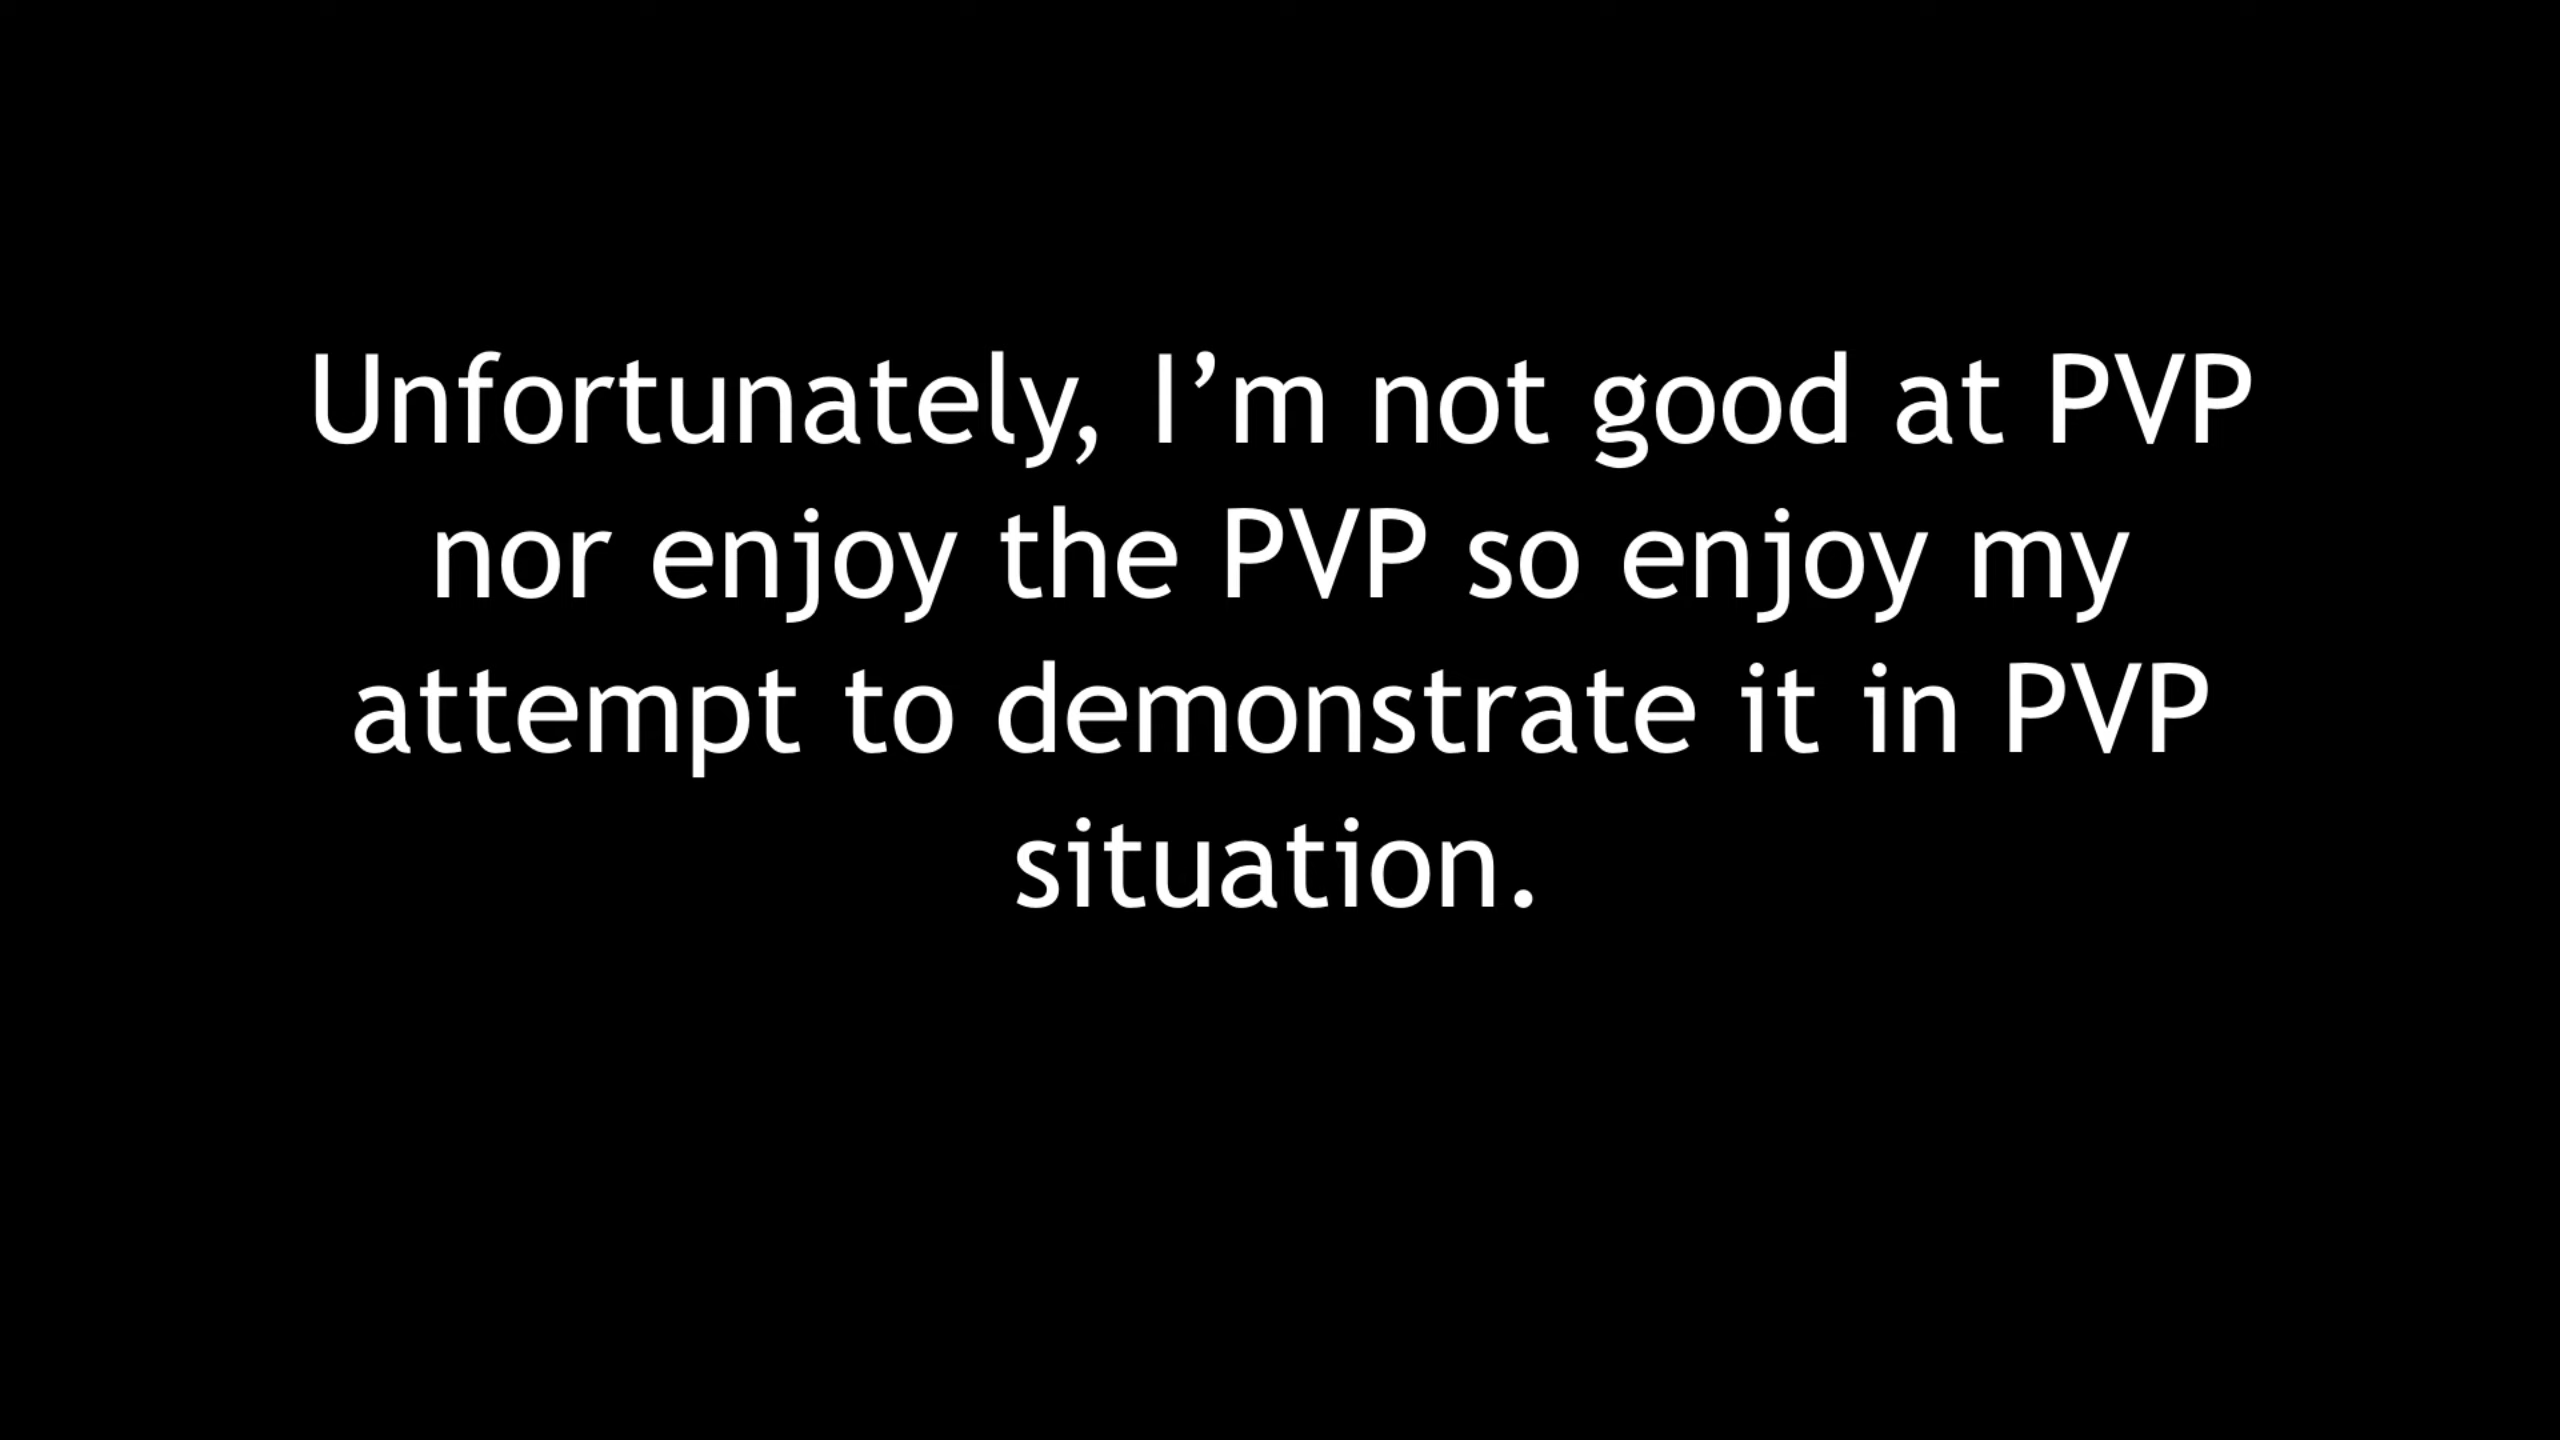 Unfortunately, I’m not good at PVP
nor enjoy the PVP so enjoy my
attempt to demonstrate it in PVP
situation.